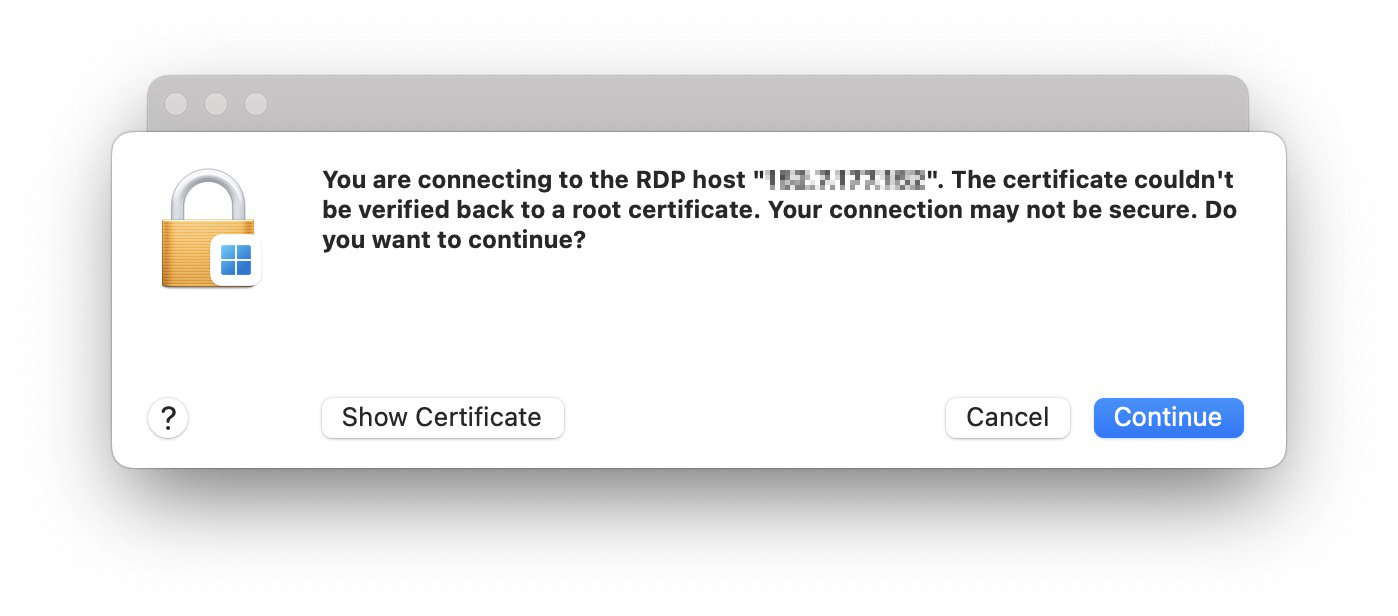 You are connecting to the RDP host "". The certificate couldn't
be verified back to a root certificate. Your connection may not be secure. Do
you want to continue?
?
Show Certificate
Cancel
Continue